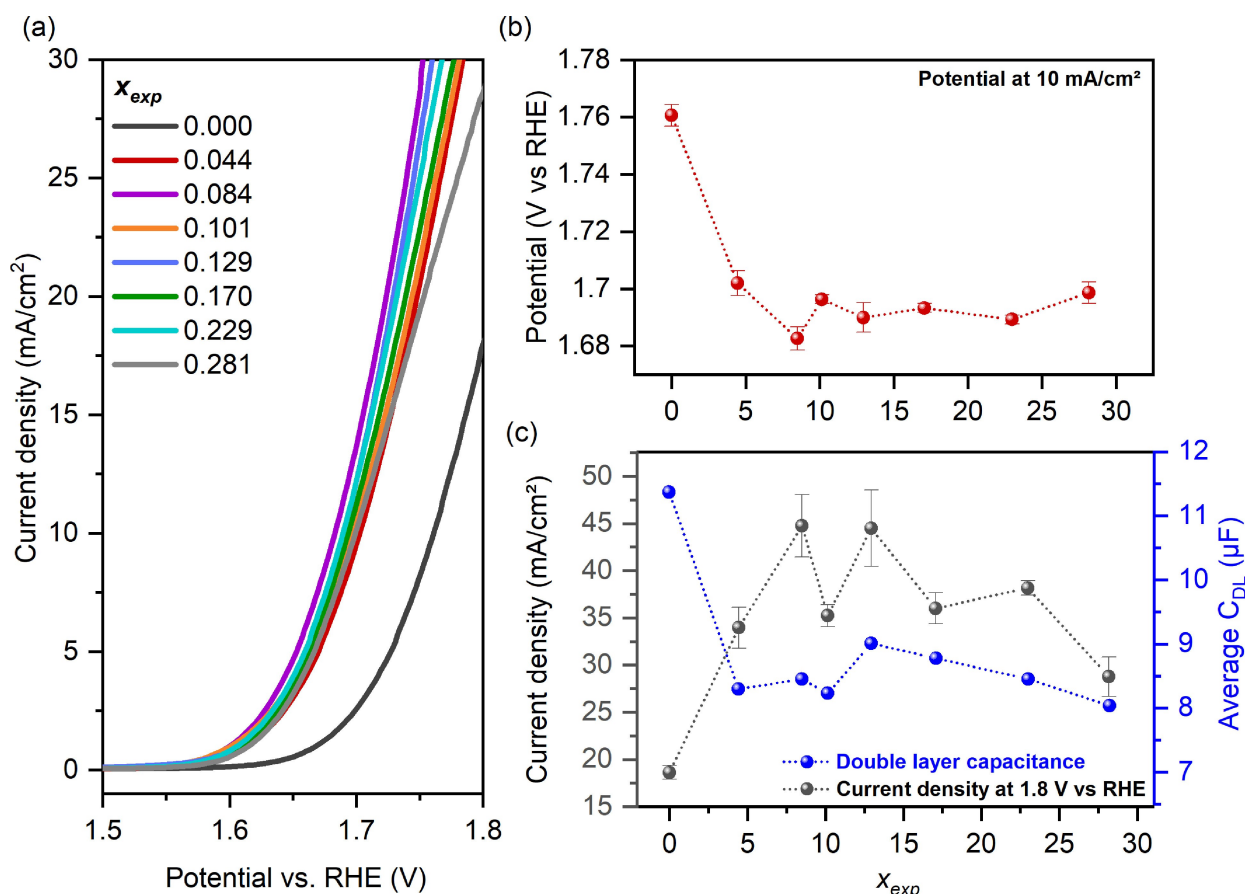 (a)
30
25
20
15
10
5
0
Current density (mA/cm²)
x_exp
0.000
0.044
0.084
0.101
0.129
0.170
0.229
0.281
1.5 1.6 1.7 1.8
Potential vs. RHE (V)
(b)
1.78
1.76
1.74
1.72
1.7
1.68
Potential (V vs RHE)
Potential at 10 mA/cm²
0 5 10 15 20 25 30
(c)
50
45
40
35
30
25
20
15
Current density (mA/cm²)
12
11
10
9
8
7
Average C_DL (µF)
Double layer capacitance
Current density at 1.8 V vs RHE
0 5 10 15 20 25 30
x_exp